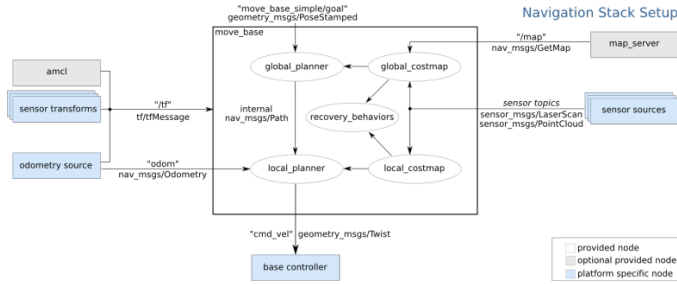 Navigation Stack Setup
"move_base_simple/goal"
geometry_msgs/PoseStamped
move_base
"/map"
nav_msgs/GetMap
map_server
amcl
global_planner
global_costmap
sensor transforms
"/tf"
tf/tfMessage
internal
nav_msgs/Path
recovery_behaviors
sensor topics
sensor_msgs/LaserScan
sensor_msgs/PointCloud
sensor sources
odometry source
"odom"
nav_msgs/Odometry
local_planner
local_costmap
"cmd_vel"
geometry_msgs/Twist
base controller
provided node
optional provided node
platform specific node